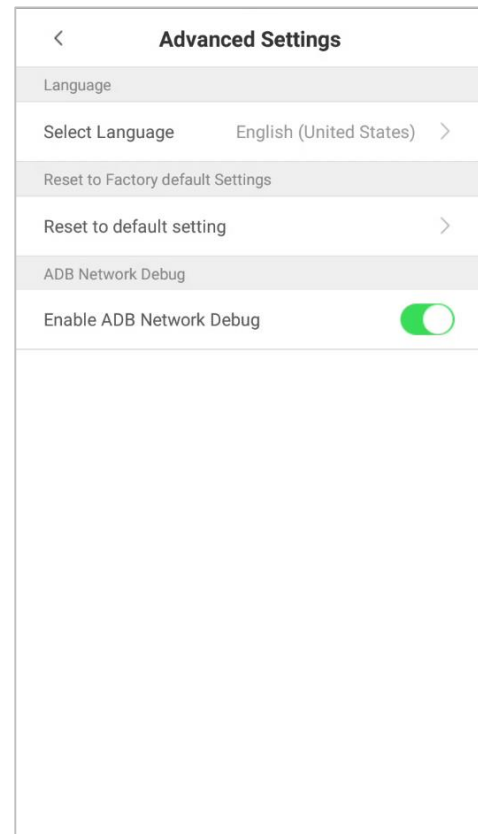 Advanced Settings
Language
Select Language English (United States)
Reset to Factory default Settings
Reset to default setting
ADB Network Debug
Enable ADB Network Debug